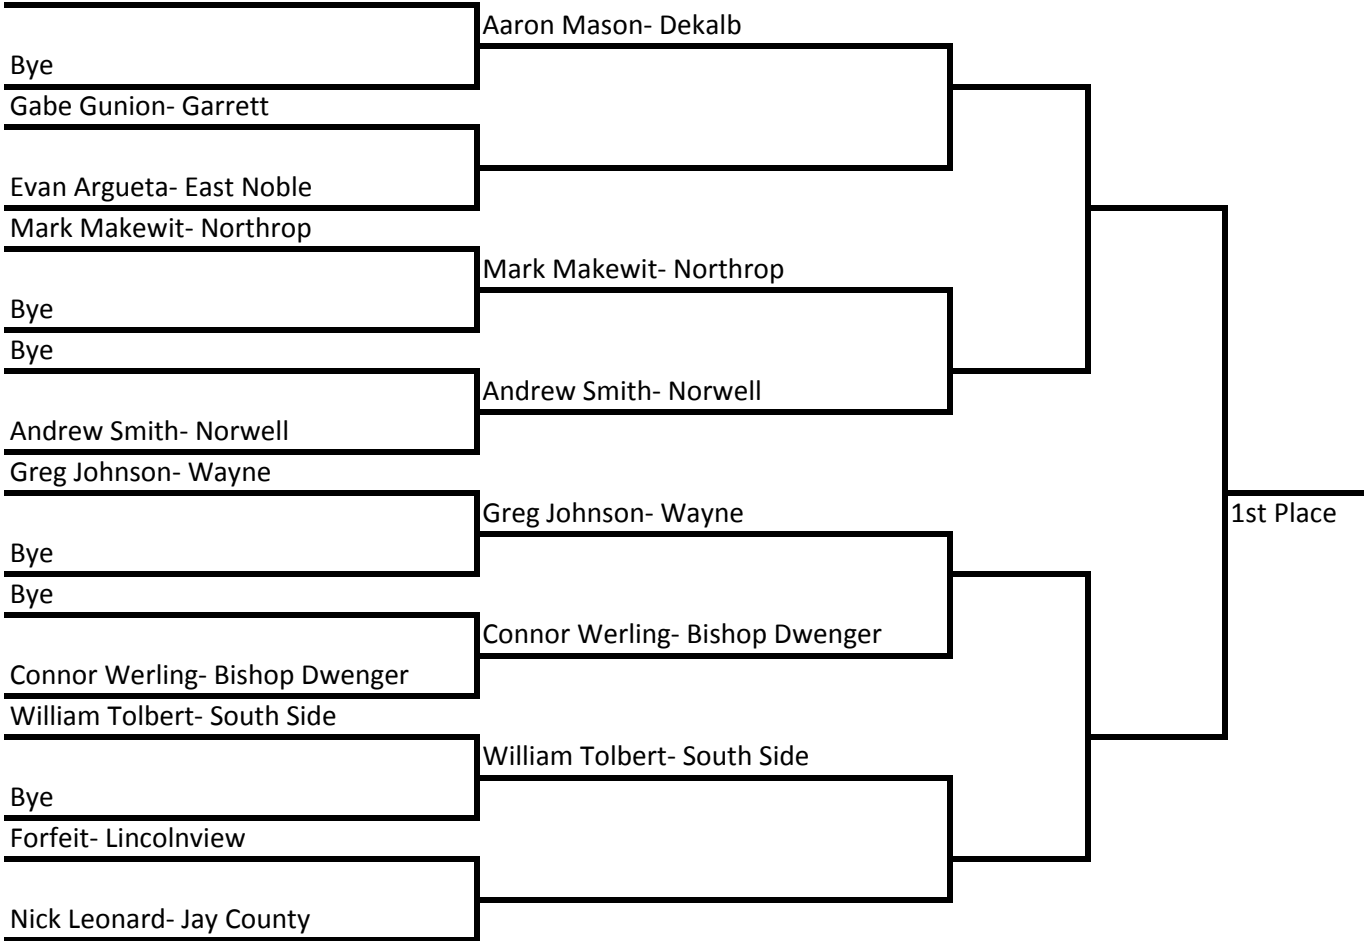 Aaron Mason- Dekalb
Bye
Gabe Gunion- Garrett
Evan Argueta- East Noble
Mark Makewit- Northrop
Mark Makewit- Northrop
Bye
Bye
Andrew Smith- Norwell
Andrew Smith- Norwell
Greg Johnson- Wayne
Greg Johnson- Wayne
1st Place
Bye
Bye
Connor Werling- Bishop Dwenger
Connor Werling- Bishop Dwenger
William Tolbert- South Side
William Tolbert- South Side
Bye
Forfeit- Lincolnview
Nick Leonard- Jay County